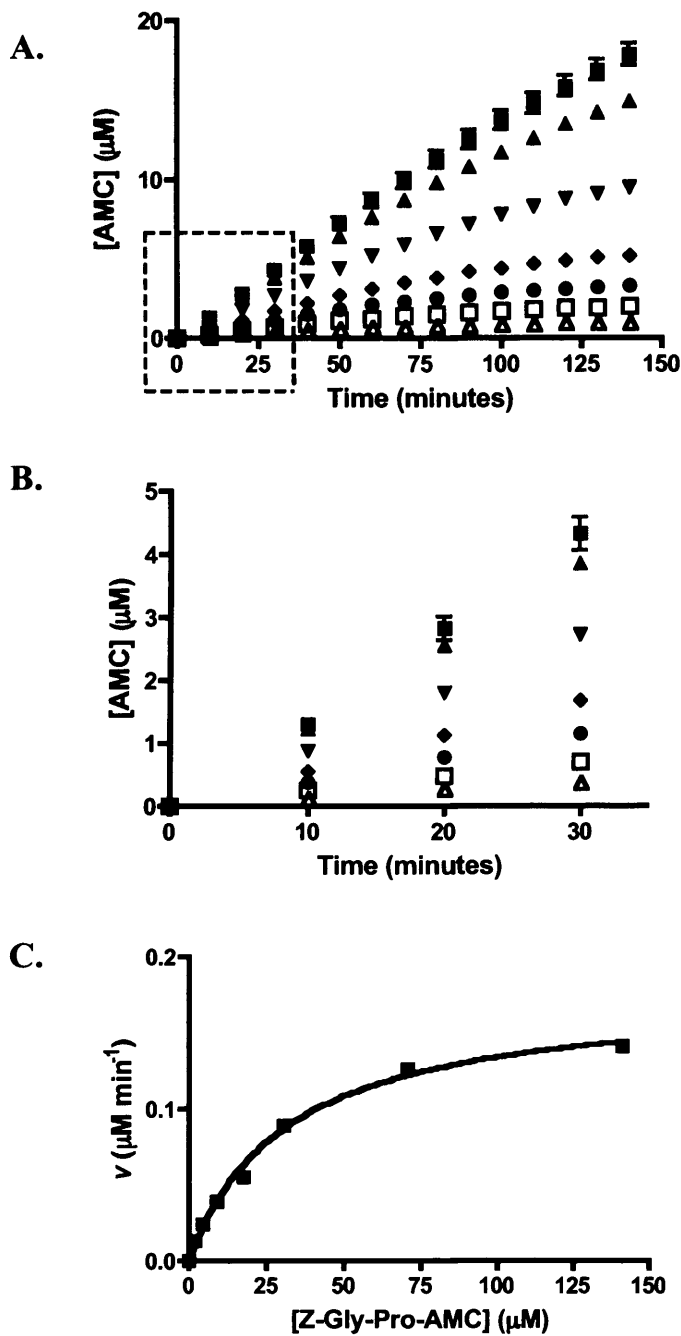 A.
20
10
0
[AMC] (μM)
0 25 50 75 100 125 150
Time (minutes)
B.
5
4
3
2
1
0
[AMC] (μM)
0 10 20 30
Time (minutes)
C.
0.2
0.1
0.0
v (μM min⁻¹)
0 25 50 75 100 125 150
[Z-Gly-Pro-AMC] (μM)